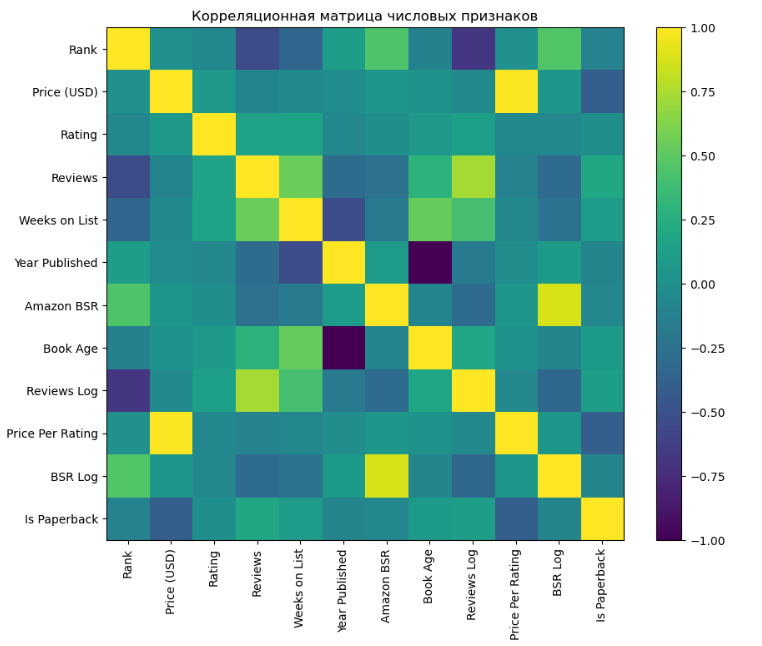 Корреляционная матрица числовых признаков
Rank
Price (USD)
Rating
Reviews
Weeks on List
Year Published
Amazon BSR
Book Age
Reviews Log
Price Per Rating
BSR Log
Is Paperback
Rank
Price (USD)
Rating
Reviews
Weeks on List
Year Published
Amazon BSR
Book Age
Reviews Log
Price Per Rating
BSR Log
Is Paperback
1.00
0.75
0.50
0.25
0.00
−0.25
−0.50
−0.75
−1.00